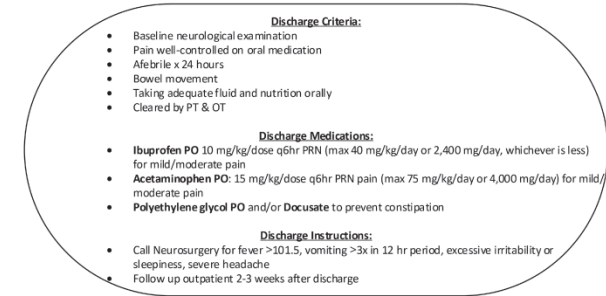 Discharge Criteria:
• Baseline neurological examination
• Pain well-controlled on oral medication
• Afebrile x 24 hours
• Bowel movement
• Taking adequate fluid and nutrition orally
• Cleared by PT & OT
Discharge Medications:
• Ibuprofen PO 10 mg/kg/dose q6hr PRN (max 40 mg/kg/day or 2,400 mg/day, whichever is less)
for mild/moderate pain
• Acetaminophen PO: 15 mg/kg/dose q6hr PRN pain (max 75 mg/kg/day or 4,000 mg/day) for mild/
moderate pain
• Polyethylene glycol PO and/or Docusate to prevent constipation
Discharge Instructions:
• Call Neurosurgery for fever >101.5, vomiting >3x in 12 hr period, excessive irritability or
sleepiness, severe headache
• Follow up outpatient 2-3 weeks after discharge